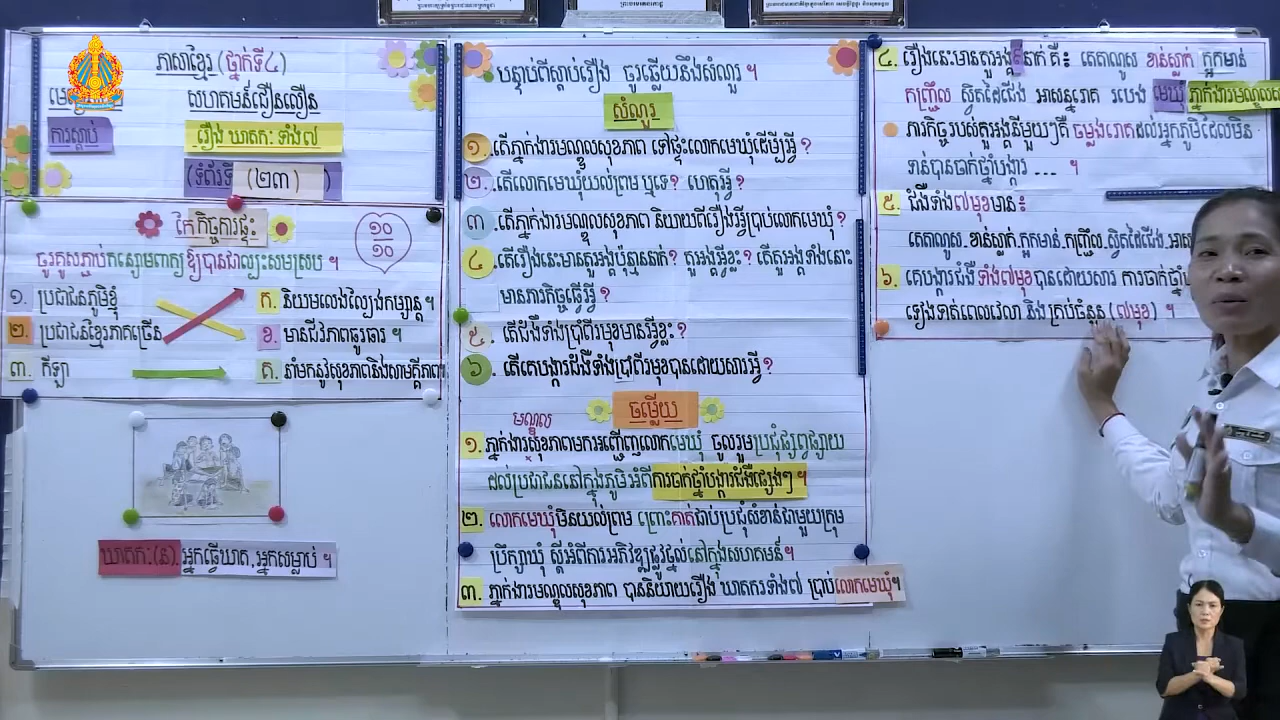 ភាសាខ្មែរ (ថ្នាក់ទី៤)
សហគមន៍ជឿនលឿន
ការស្តាប់
រឿង ឃាតកៈ ទាំង៧
(ទំព័រទី (២៣) )
កែកិច្ចការផ្ទះ
១០
១០
ចូរគូសភ្ជាប់កន្សោមពាក្យឱ្យបានជាល្បះសមស្រប ។
១. ប្រជាជនភូមិខ្ញុំ
ក. និយមលេងល្បែងកម្សាន្ត ។
២. ប្រជាជនខ្មែរភាគច្រើន
ខ. មានជីវភាពធូរធារ ។
៣. កីឡា
គ. នាំមកនូវសុខភាពនិងសាមគ្គីភាព
ឃាតកៈ(ន). អ្នកធ្វើឃាត, អ្នកសម្លាប់ ។
បន្ទាប់ពីស្តាប់រឿង ចូរឆ្លើយនឹងសំណួរ ។
សំណួរ
១. តើភ្នាក់ងារមណ្ឌលសុខភាព ទៅផ្ទះលោកមេឃុំដើម្បីអ្វី ?
២. តើលោកមេឃុំយល់ព្រម ឬទេ? ហេតុអ្វី ?
៣ តើភ្នាក់ងារមណ្ឌលសុខភាព និយាយពីរឿងអ្វីប្រាប់លោកមេឃុំ ?
៤. តើរឿងនេះមានតួអង្គប៉ុន្មាននាក់? តួអង្គអ្វីខ្លះ? តើតួអង្គទាំងនោះ
មានភារកិច្ចធ្វើអ្វី ?
៥. តើជំងឺទាំងប្រាំពីរមុខមានអ្វីខ្លះ ?
៦ តើគេបង្ការជំងឺទាំងប្រាំពីរមុខបានដោយសារអ្វី ?
ចម្លើយ
មណ្ឌល
១. ភ្នាក់ងារសុខភាពមកអញ្ជើញលោកមេឃុំ ចូលរួមប្រជុំផ្សព្វផ្សាយ
ដល់ប្រជាជននៅក្នុងភូមិ អំពីការចាក់ថ្នាំបង្ការជំងឺផ្សេងៗ ។
២. លោកមេឃុំមិនយល់ព្រម ព្រោះគាត់ជាប់ប្រជុំសំខាន់ជាមួយក្រុម
ប្រឹក្សាឃុំ ស្តីអំពីការអភិវឌ្ឍផ្លូវថ្នល់នៅក្នុងសហគមន៍។
៣. ភ្នាក់ងារមណ្ឌលសុខភាព បាននិយាយរឿង ឃាតករទាំង៧ ប្រាប់លោកមេឃុំ។
៤. រឿងនេះមានតួអង្គ៩នាក់ គឺ៖ តេតាណូស ខាន់ស្លាក់ ក្អកមាន់
កញ្ជ្រឹល ស្វិតដៃជើង អាសន្នរោគ របេង មេឃុំ ភ្នាក់ងារមណ្ឌលស
ភារកិច្ចរបស់តួអង្គនីមួយៗគឺ ចម្លងរោគដល់អ្នកភូមិដែលមិន
ទាន់បានចាក់ថ្នាំបង្ការ ... ។
៥. ជំងឺទាំង៧មុខមាន៖
តេតាណូស.ខាន់ស្លាក់.ក្អកមាន់.កញ្ជ្រឹល.ស្វិតដៃជើង.អាស
៦. គេបង្ការជំងឺ ទាំង៧មុខបានដោយសារ ការចាក់ថ្នាំប
ទៀងទាត់ពេលវេលា និងគ្រប់ចំនួន (៧មុខ) ។